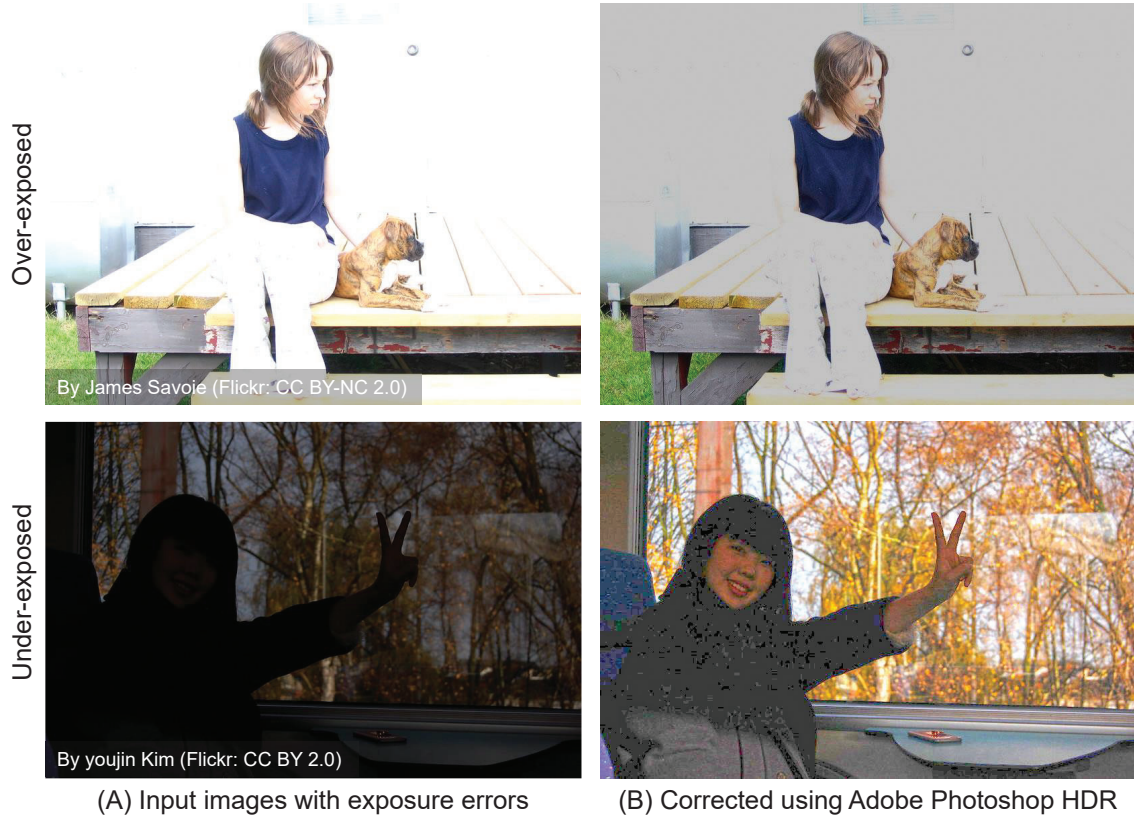 Over-exposed
By James Savoie (Flickr: CC BY-NC 2.0)
Under-exposed
By youjin Kim (Flickr: CC BY 2.0)
(A) Input images with exposure errors
(B) Corrected using Adobe Photoshop HDR